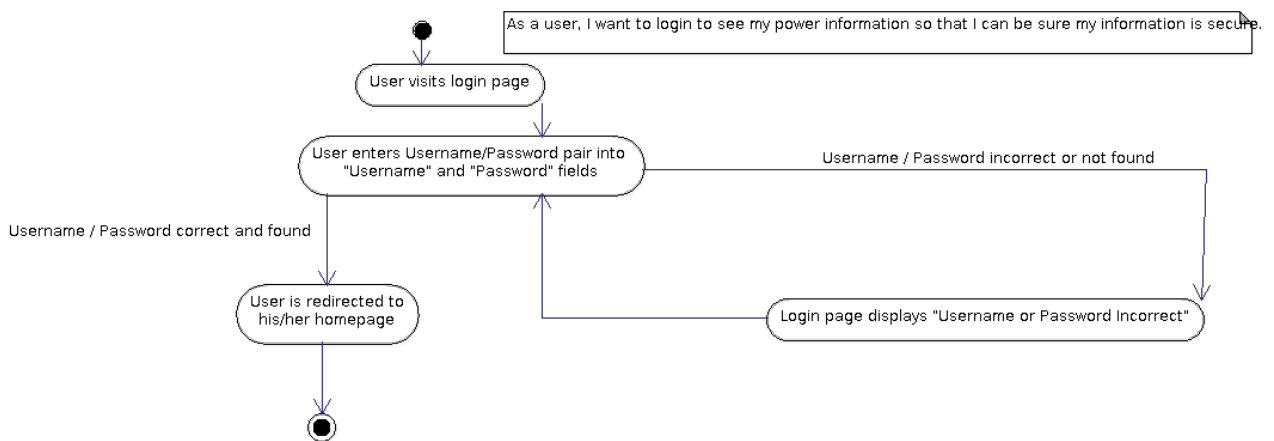 As a user, I want to login to see my power information so that I can be sure my information is secure.
User visits login page
User enters Username/Password pair into
"Username" and "Password" fields
Username / Password incorrect or not found
Username / Password correct and found
User is redirected to
his/her homepage
Login page displays "Username or Password Incorrect"